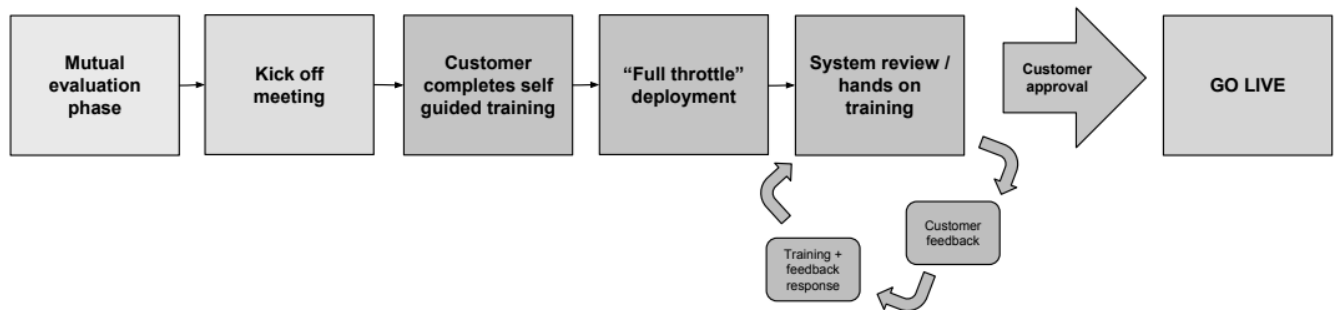 Mutual
evaluation
phase
Kick off
meeting
Customer
completes self
guided training
“Full throttle”
deployment
System review /
hands on
training
Customer
approval
GO LIVE
Customer
feedback
Training +
feedback
response